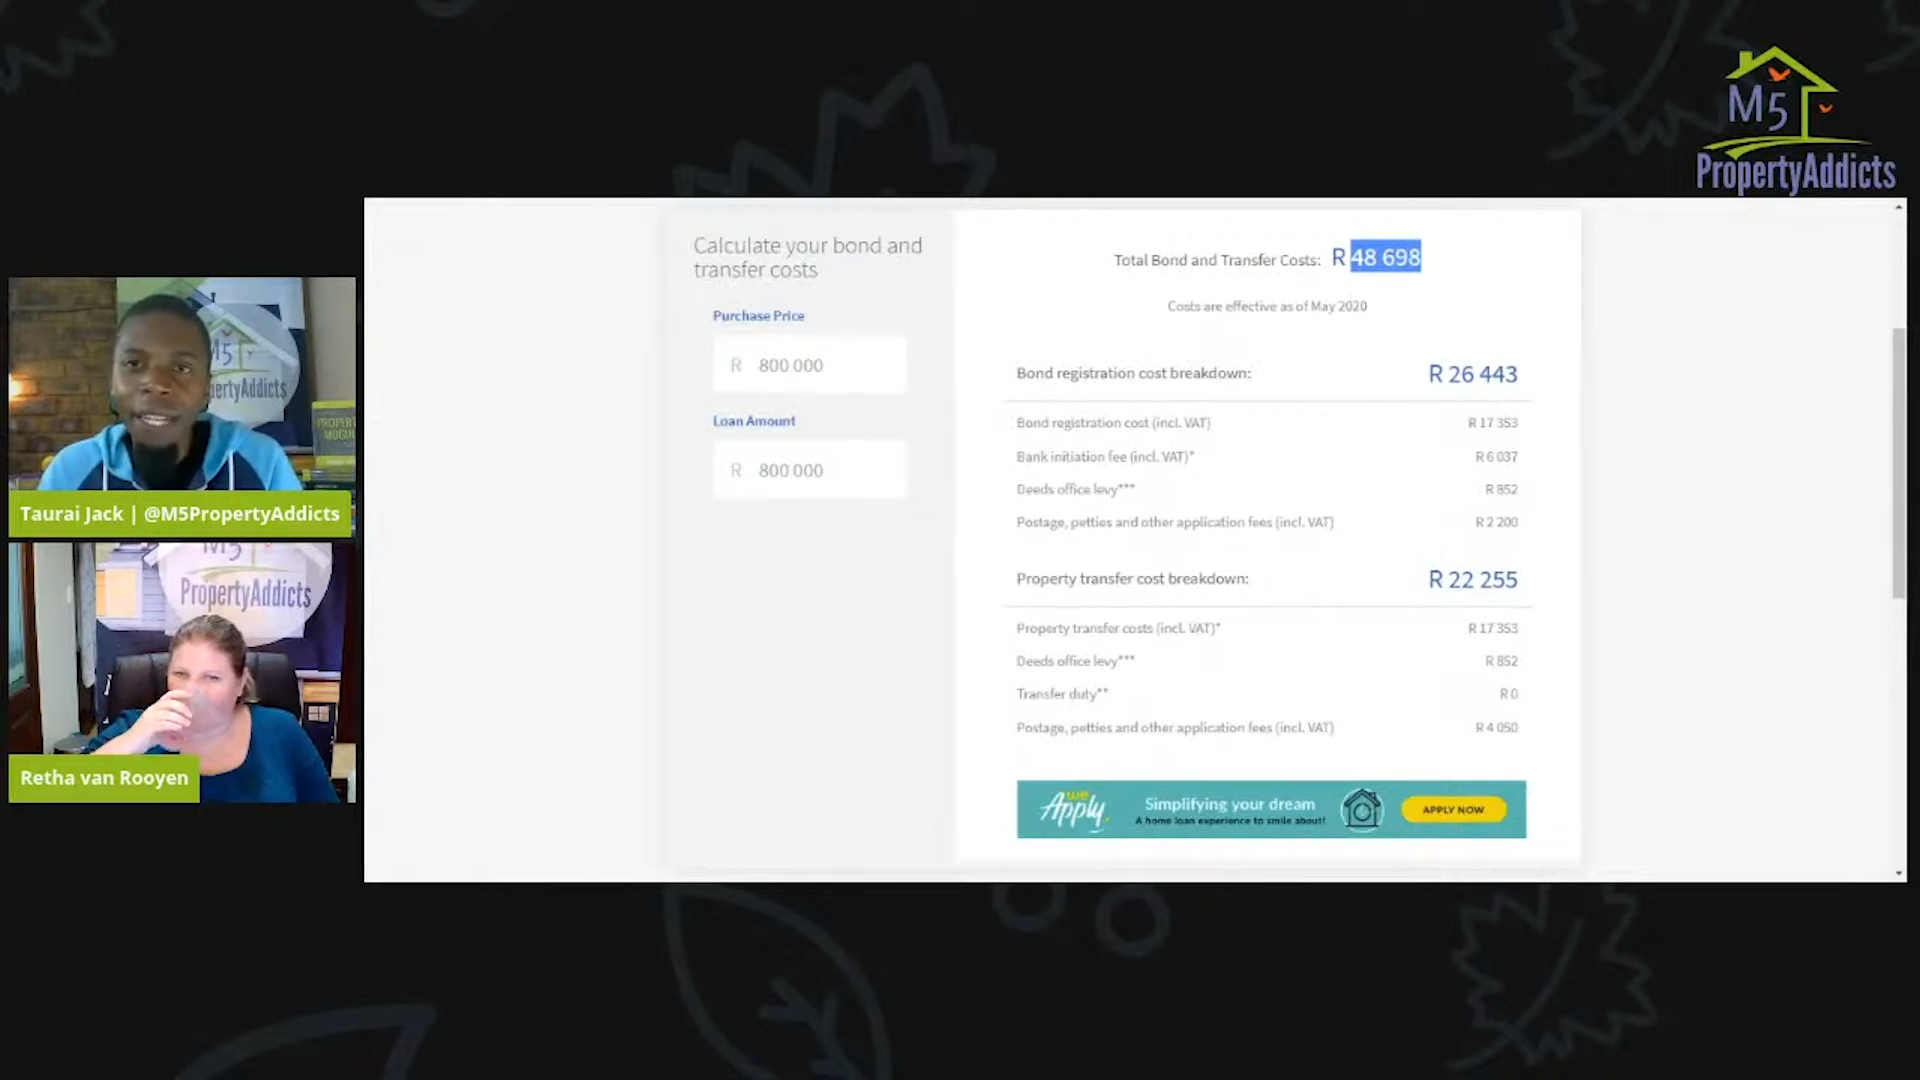 M5
PropertyAddicts
Calculate your bond and
transfer costs
Purchase Price
R 800 000
Loan Amount
R 800 000
Total Bond and Transfer Costs: R 48 698
Costs are effective as of May 2020
Bond registration cost breakdown: R 26 443
Bond registration cost (incl. VAT) R 17 353
Bank initiation fee (incl. VAT)* R 6 037
Deeds office levy*** R 852
Postage, petties and other application fees (incl. VAT) R 2 200
Property transfer cost breakdown: R 22 255
Property transfer costs (incl. VAT)* R 17 353
Deeds office levy*** R 852
Transfer duty** R 0
Postage, petties and other application fees (incl. VAT) R 4 050
we
Apply.
Simplifying your dream
A home loan experience to smile about!
APPLY NOW
Taurai Jack | @M5PropertyAddicts
PropertyAddicts
Retha van Rooyen